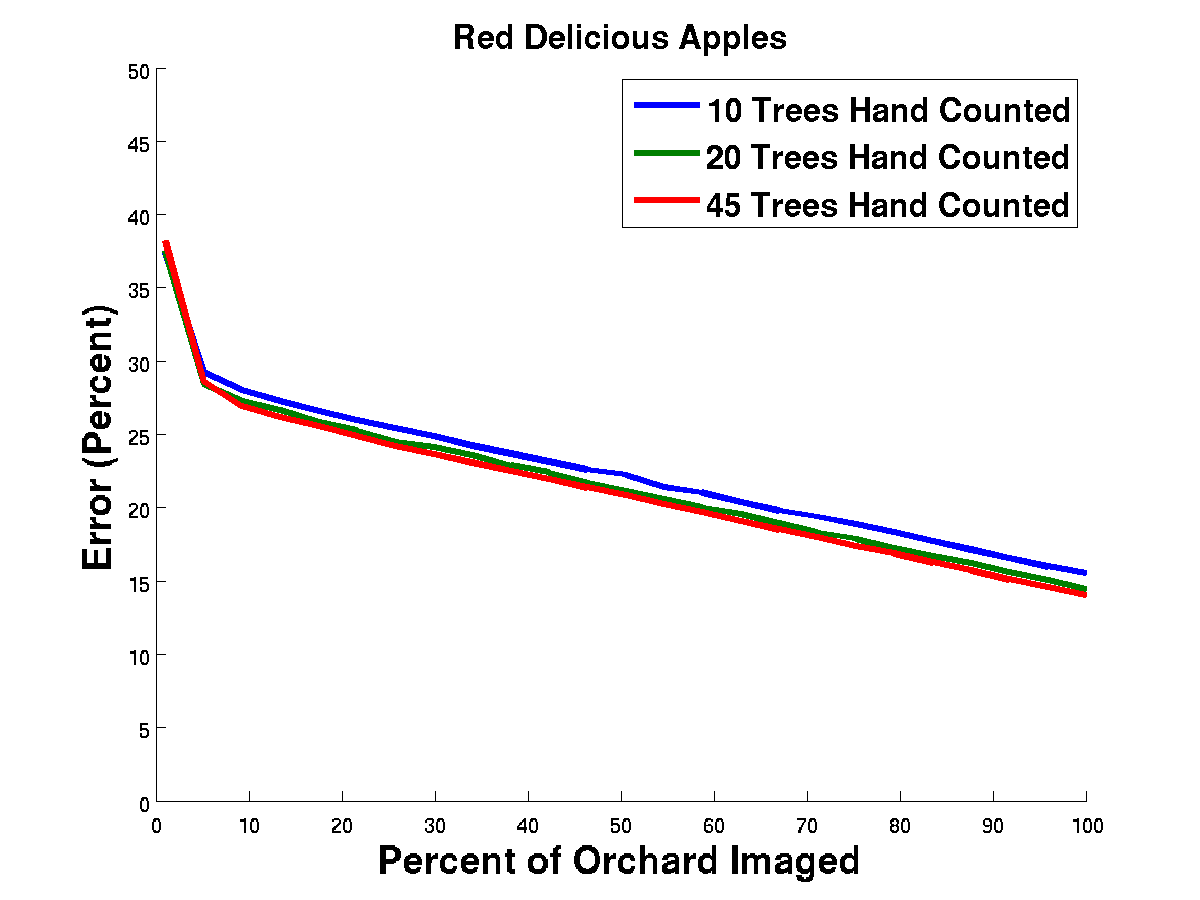 Red Delicious Apples
10 Trees Hand Counted
20 Trees Hand Counted
45 Trees Hand Counted
50
45
40
35
30
25
20
15
10
5
0
Error (Percent)
0 10 20 30 40 50 60 70 80 90 100
Percent of Orchard Imaged